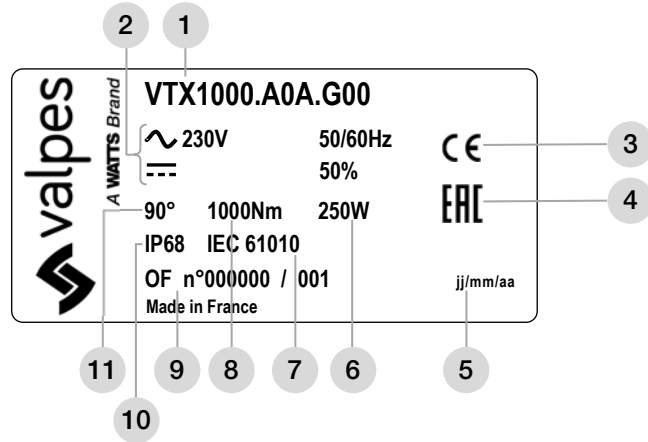 2
1
valpes
A WATTS Brand
VTX1000.A0A.G00
230V 50/60Hz
50%
CE
3
EAC
4
90° 1000Nm 250W
IP68 IEC 61010
OF n°000000 / 001
jj/mm/aa
Made in France
11
10
9
8
7
6
5